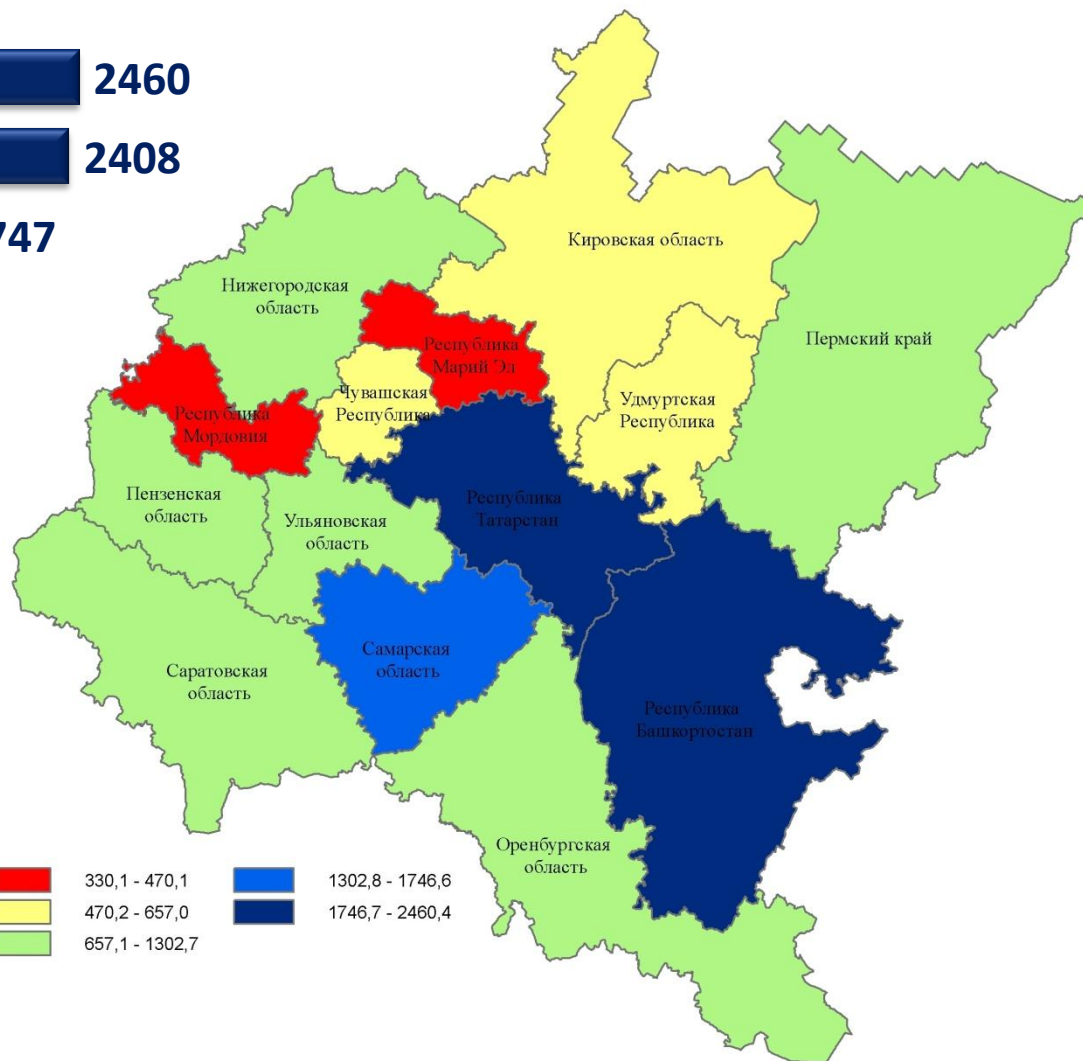 2460
2408
747
Кировская область
Нижегородская
область
Пермский край
Республика
Марий Эл
Чувашская
Республика
Удмуртская
Республика
Республика
Мордовия
Пензенская
область
Ульяновская
область
Республика
Татарстан
Самарская
область
Саратовская
область
Республика
Башкортостан
Оренбургская
область
330,1 - 470,1
470,2 - 657,0
657,1 - 1302,7
1302,8 - 1746,6
1746,7 - 2460,4